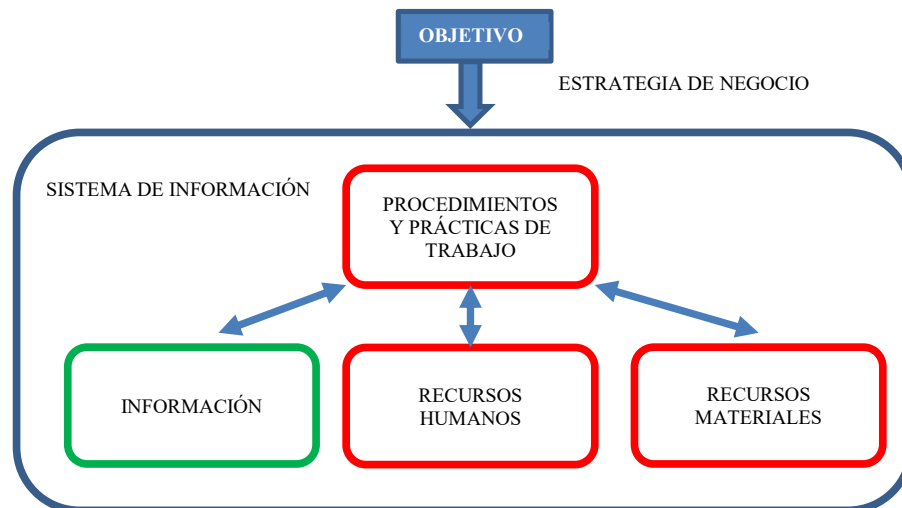 OBJETIVO
ESTRATEGIA DE NEGOCIO
SISTEMA DE INFORMACIÓN
PROCEDIMIENTOS
Y PRÁCTICAS DE
TRABAJO
INFORMACIÓN
RECURSOS
HUMANOS
RECURSOS
MATERIALES